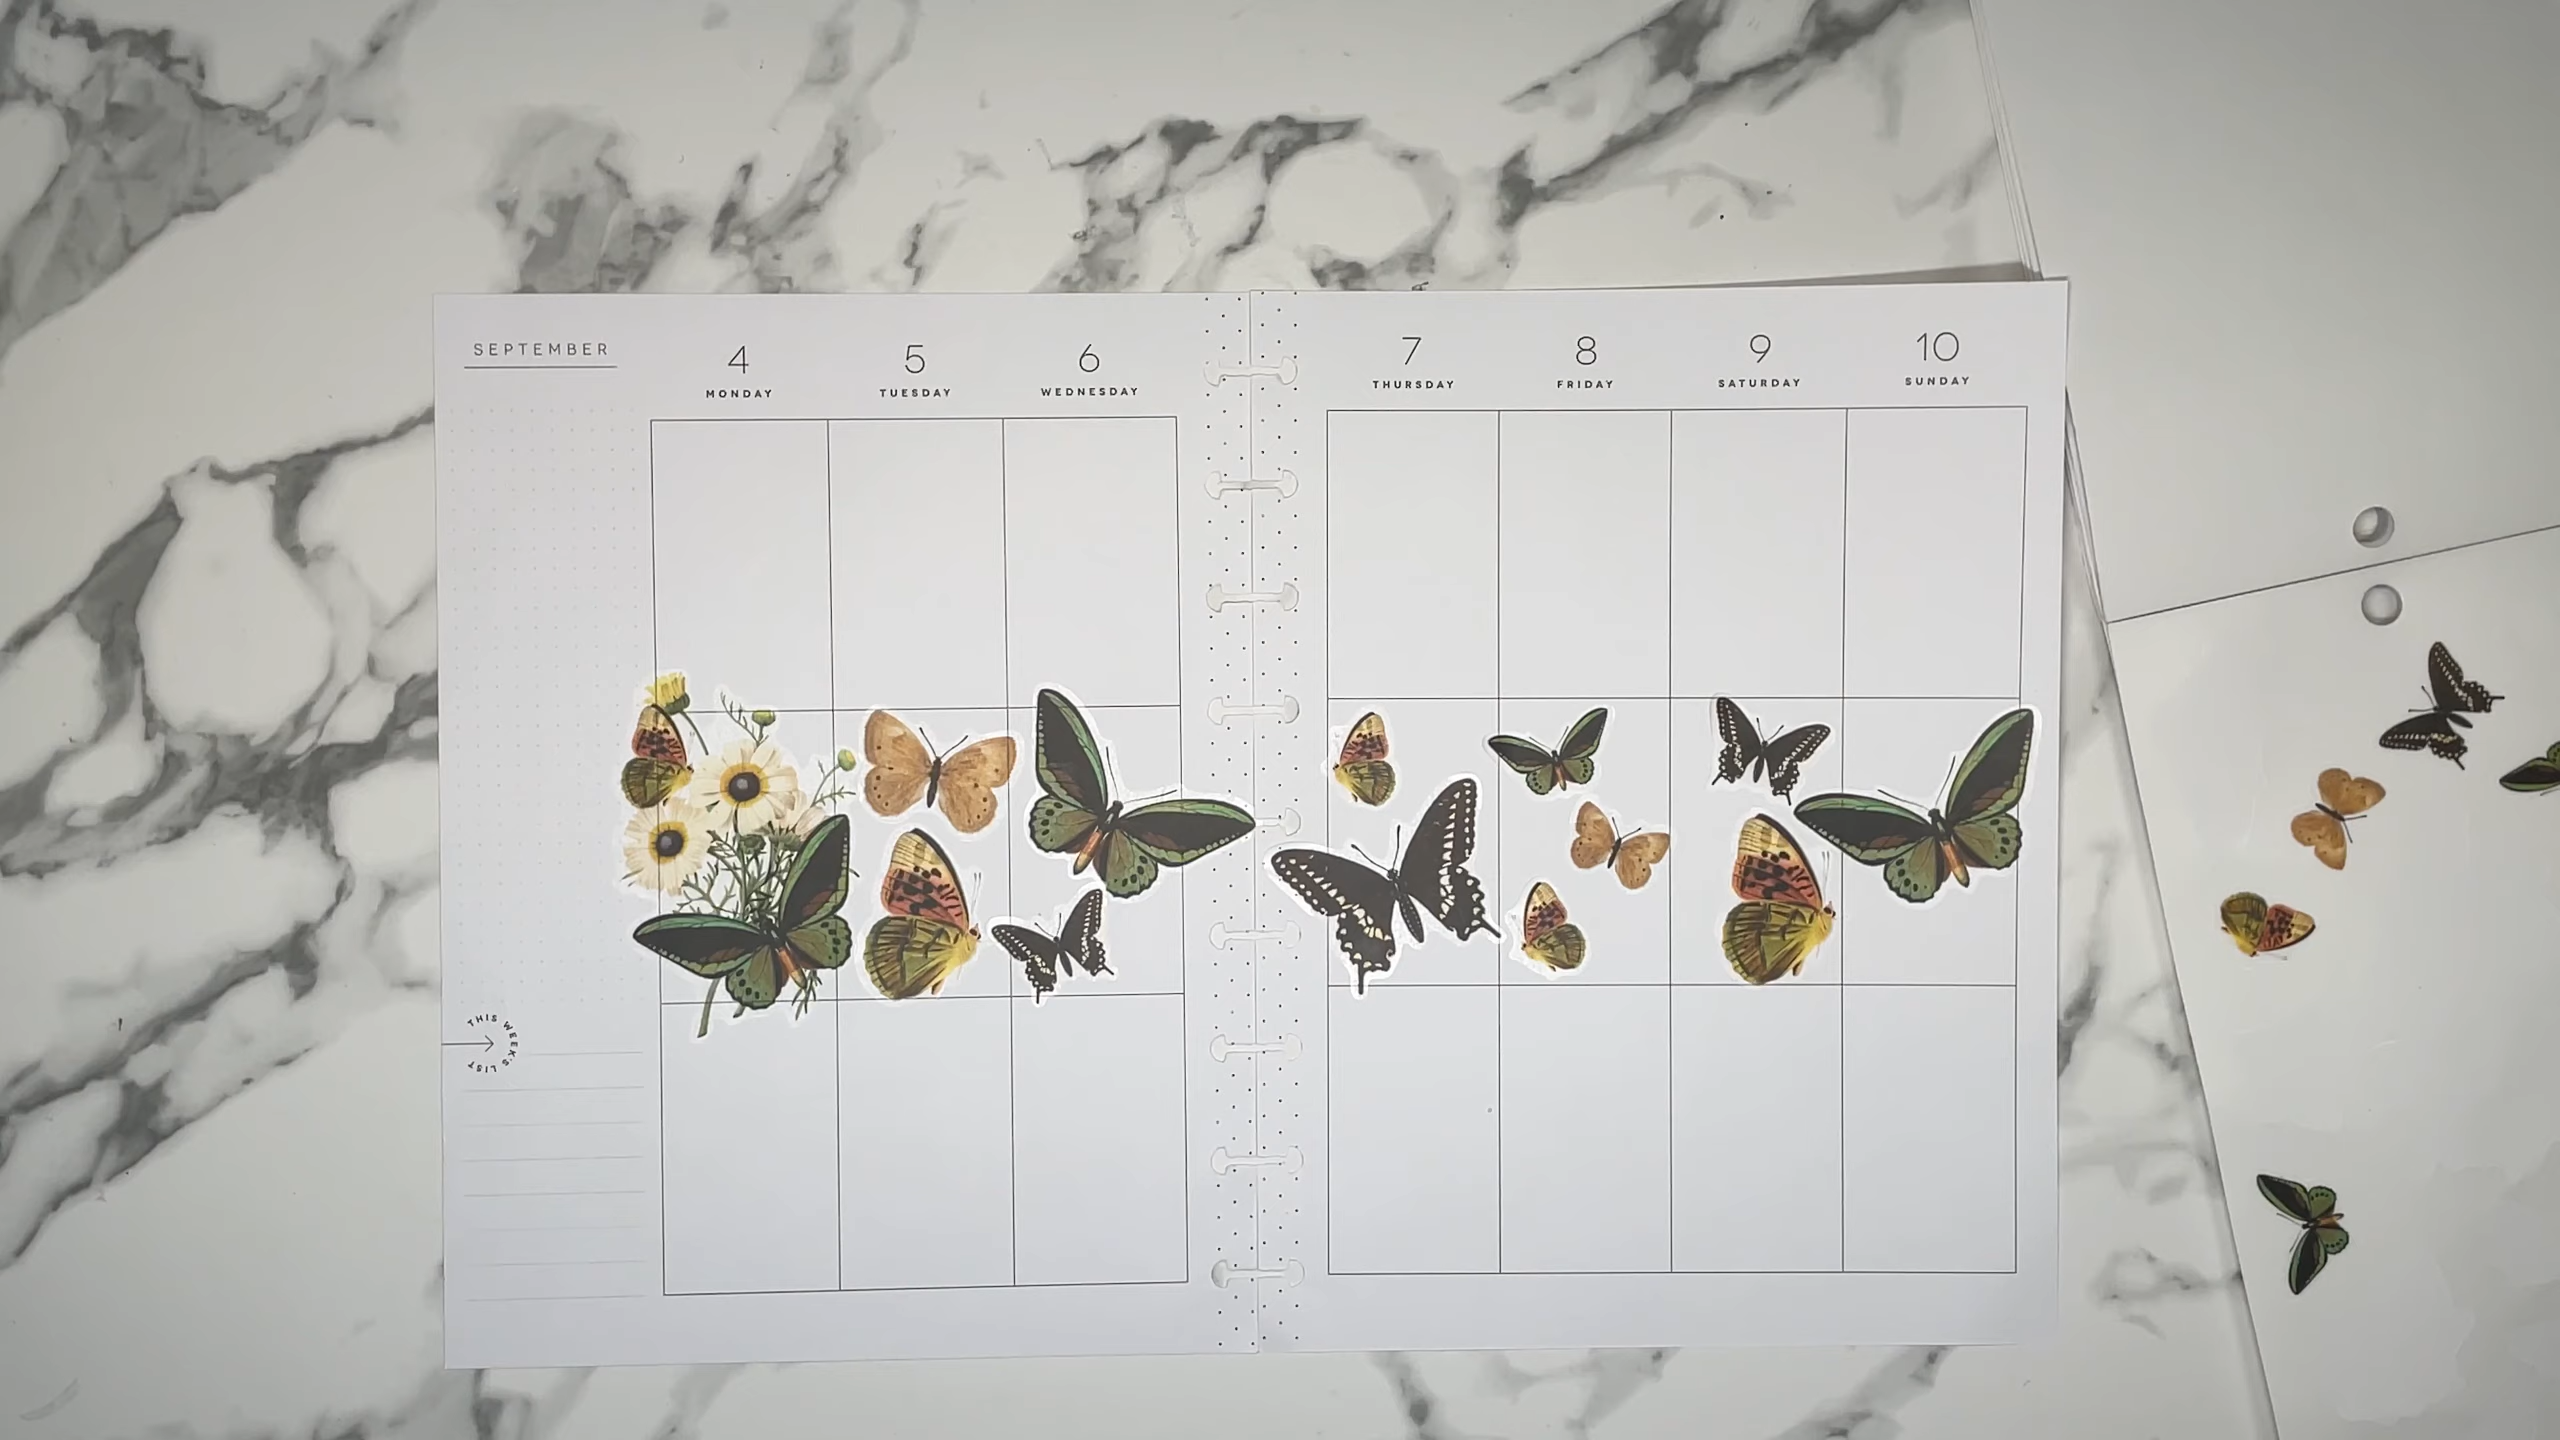 SEPTEMBER
4
MONDAY
5
TUESDAY
6
WEDNESDAY
7
THURSDAY
8
FRIDAY
9
SATURDAY
10
SUNDAY
THIS WEEK'S LIST